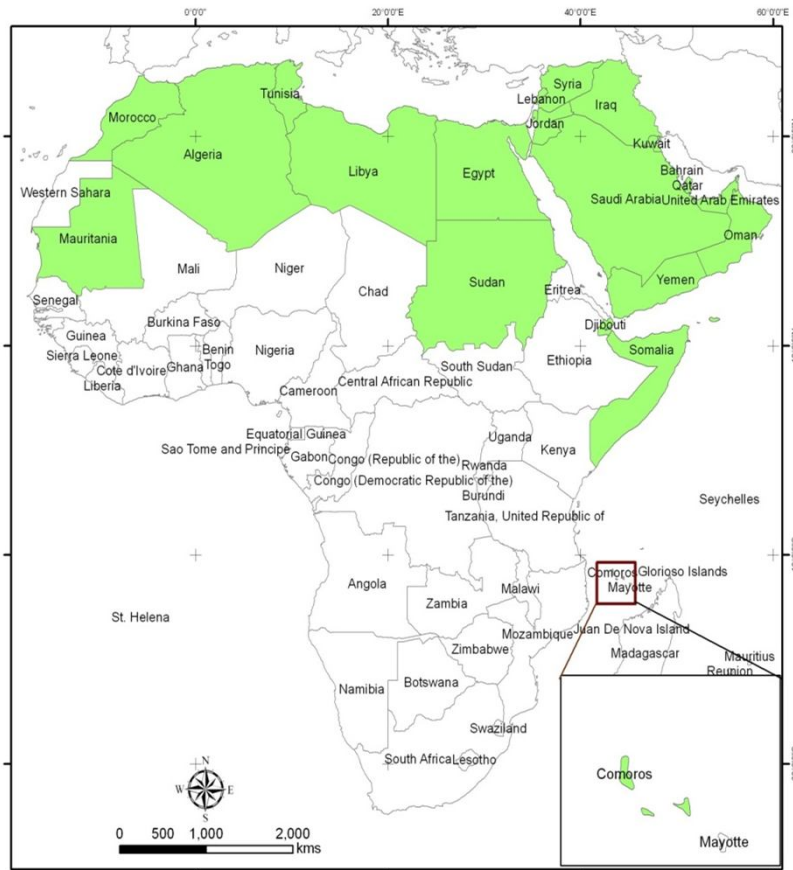 0°0'0" 20°0'0"E 40°0'0"E 60°0'0"E
Tunisia
Syria
Lebanon
Iraq
Morocco
Jordan
Algeria
Kuwait
Libya
Egypt
Bahrain
Qatar
Western Sahara
Saudi Arabia
United Arab Emirates
Mauritania
Oman
Mali
Niger
Sudan
Yemen
Chad
Eritrea
Senegal
Burkina Faso
Djibouti
Guinea
Benin
Nigeria
Somalia
Sierra Leone
Cote d'Ivoire
Ghana
Togo
Ethiopia
South Sudan
Liberia
Central African Republic
Cameroon
Equatorial Guinea
Uganda
Kenya
Sao Tome and Principe
Gabon
Congo (Republic of the)
Rwanda
Congo (Democratic Republic of the)
Burundi
Seychelles
Tanzania, United Republic of
Comoros
Glorioso Islands
Mayotte
Angola
Malawi
Zambia
St. Helena
Mozambique
Juan De Nova Island
Zimbabwe
Madagascar
Mauritius
Reunion
Namibia
Botswana
Swaziland
South Africa
Lesotho
N
W E
S
0 500 1,000 2,000
kms
Comoros
Mayotte